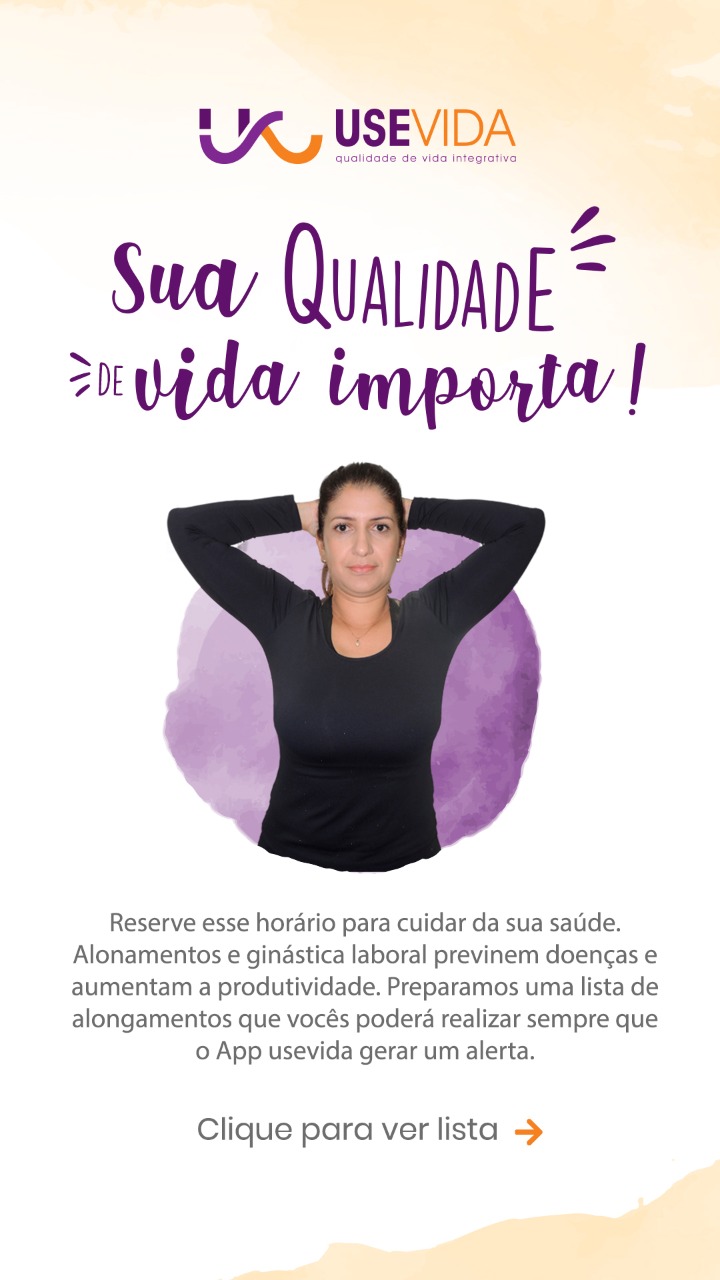 USEVIDA
qualidade de vida integrativa
Sua QUALIDADE
DE vida importa!
Reserve esse horário para cuidar da sua saúde.
Alonamentos e ginástica laboral previnem doenças e
aumentam a produtividade. Preparamos uma lista de
alongamentos que vocês poderá realizar sempre que
o App usevida gerar um alerta.
Clique para ver lista